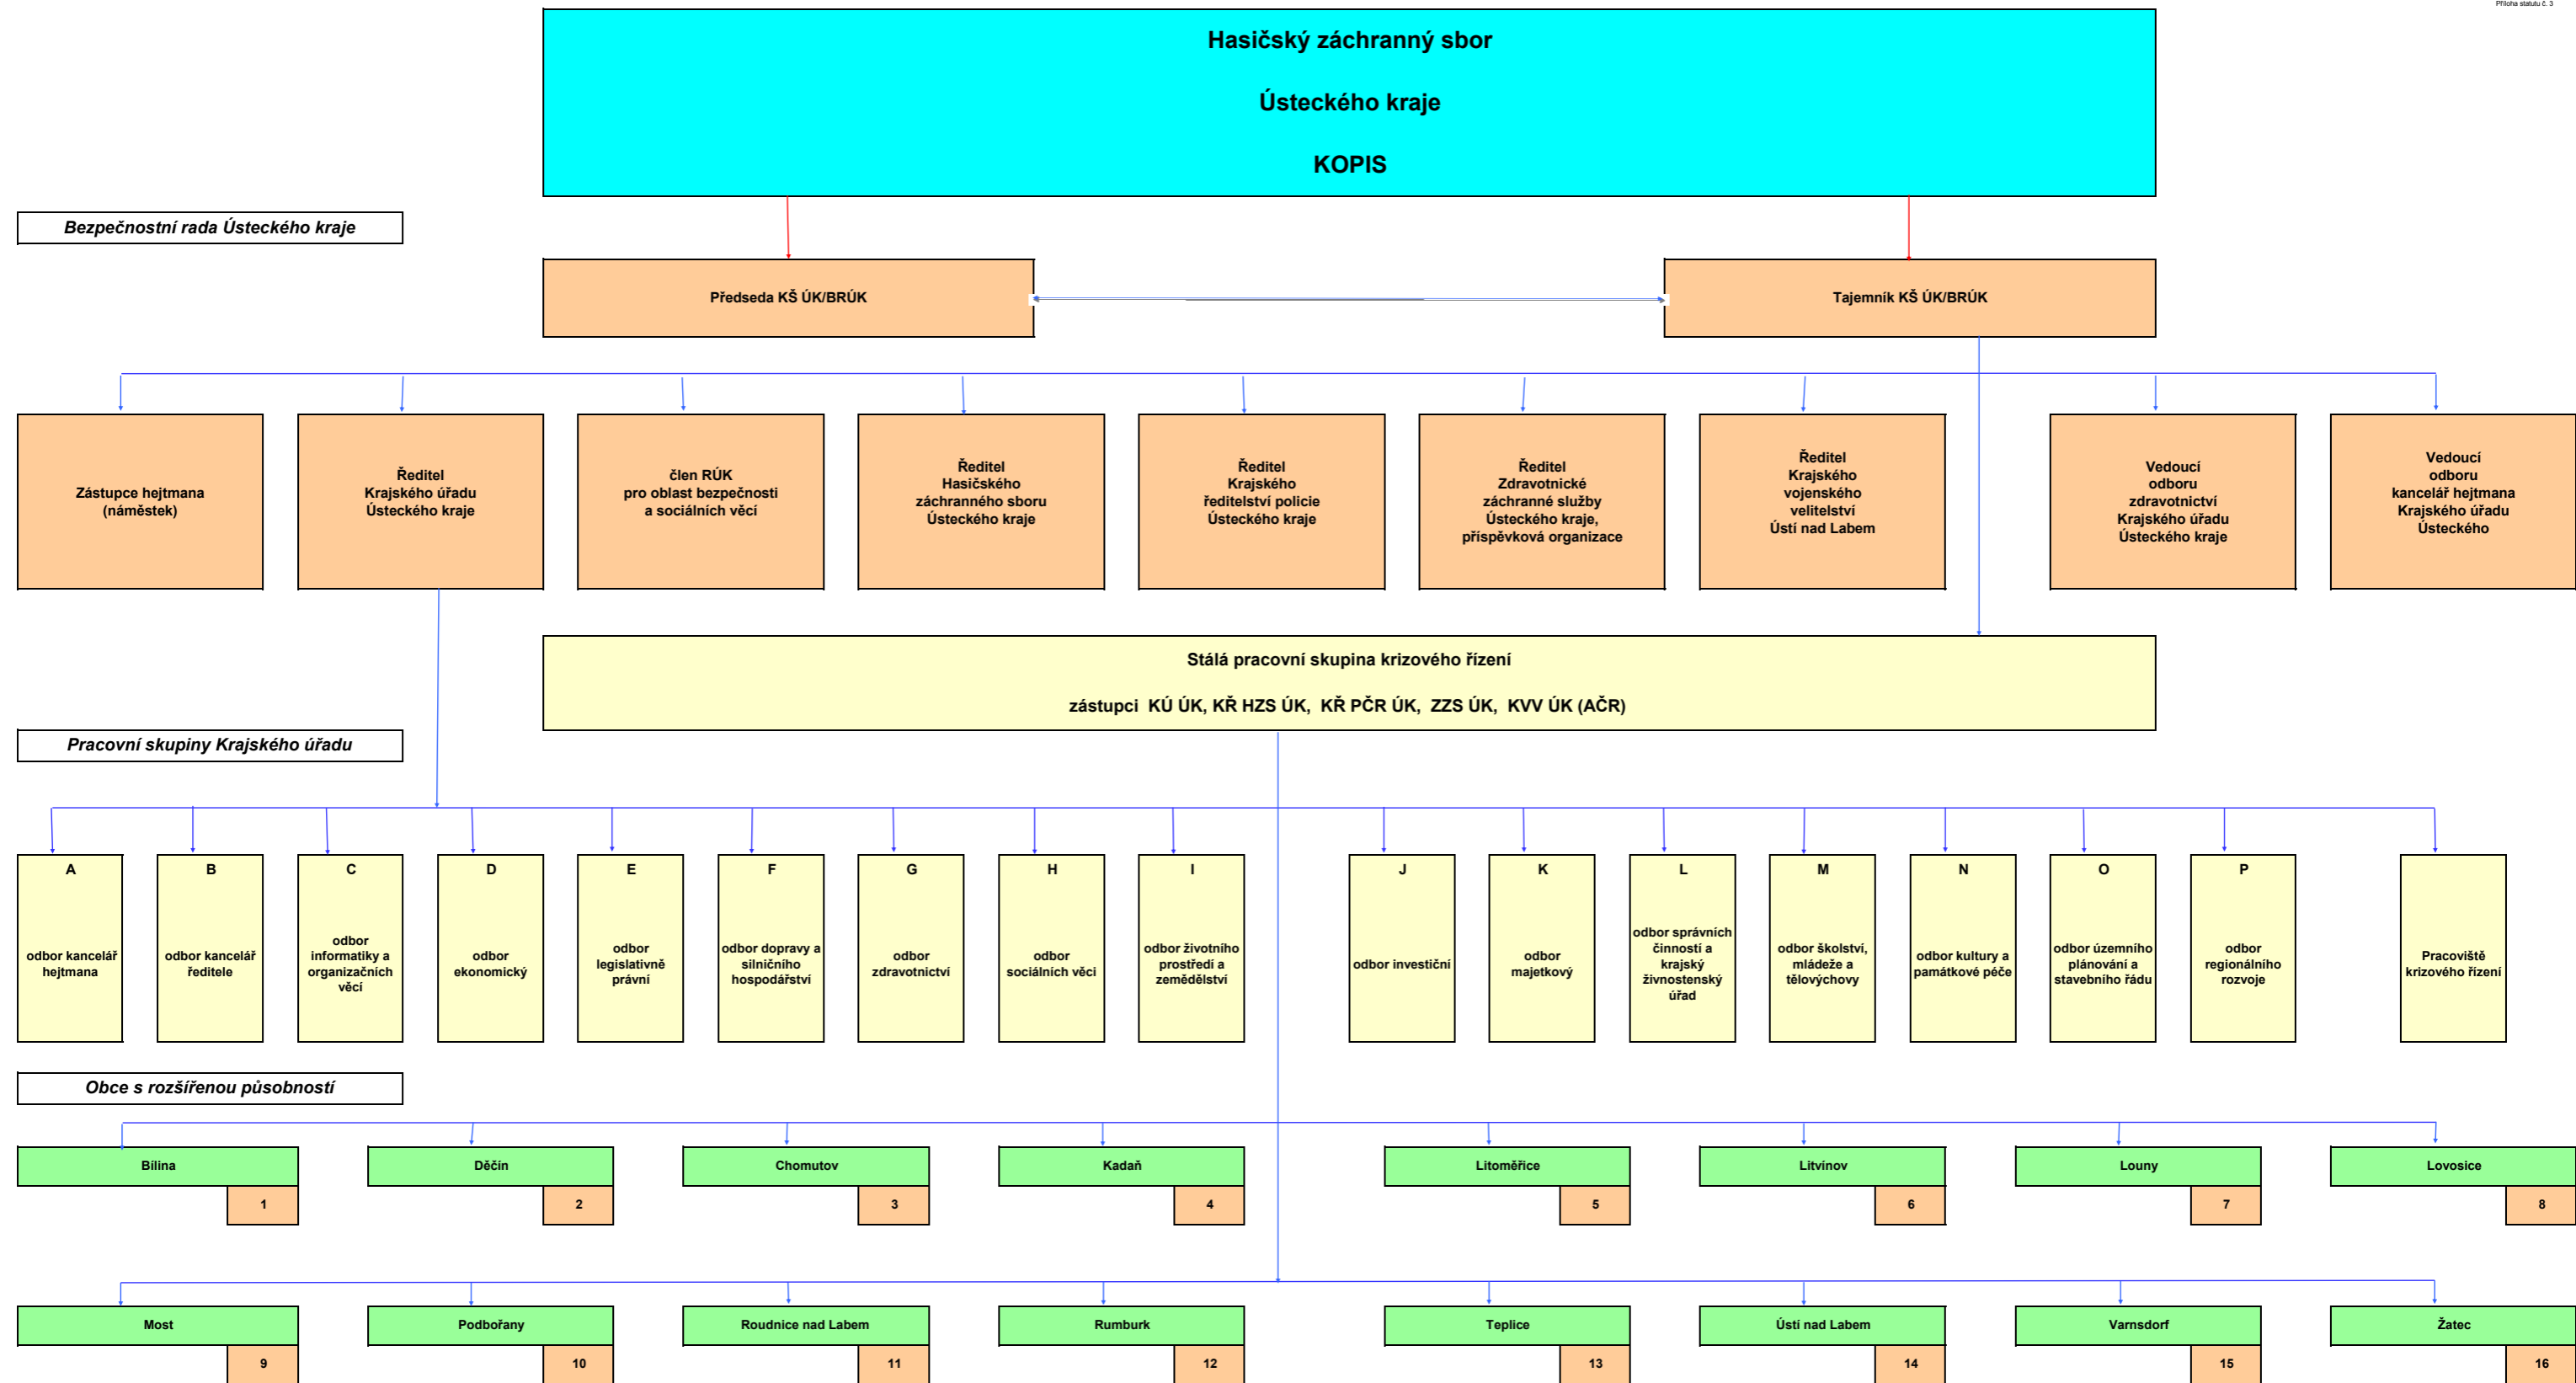 Příloha statutu č. 3
Hasičský záchranný sbor
Ústeckého kraje
KOPIS
Bezpečnostní rada Ústeckého kraje
Předseda KŠ ÚK/BRÚK
Tajemník KŠ ÚK/BRÚK
Zástupce hejtmana
(náměstek)
Ředitel
Krajského úřadu
Ústeckého kraje
člen RÚK
pro oblast bezpečnosti
a sociálních věcí
Ředitel
Hasičského
záchranného sboru
Ústeckého kraje
Ředitel
Krajského
ředitelství policie
Ústeckého kraje
Ředitel
Zdravotnické
záchranné služby
Ústeckého kraje,
příspěvková organizace
Ředitel
Krajského
vojenského
velitelství
Ústí nad Labem
Vedoucí
odboru
zdravotnictví
Krajského úřadu
Ústeckého kraje
Vedoucí
odboru
kancelář hejtmana
Krajského úřadu
Ústeckého
Stálá pracovní skupina krizového řízení
zástupci KÚ ÚK, KŘ HZS ÚK, KŘ PČR ÚK, ZZS ÚK, KVV ÚK (AČR)
Pracovní skupiny Krajského úřadu
A
odbor kancelář
hejtmana
B
odbor kancelář
ředitele
C
odbor
informatiky a
organizačních
věcí
D
odbor
ekonomický
E
odbor
legislativně
právní
F
odbor dopravy a
silničního
hospodářství
G
odbor
zdravotnictví
H
odbor
sociálních věci
I
odbor životního
prostředí a
zemědělství
J
odbor investiční
K
odbor
majetkový
L
odbor správních
činností a
krajský
živnostenský
úřad
M
odbor školství,
mládeže a
tělovýchovy
N
odbor kultury a
památkové péče
O
odbor územního
plánování a
stavebního řádu
P
odbor
regionálního
rozvoje
Pracoviště
krizového řízení
Obce s rozšířenou působností
Bílina
1
Děčín
2
Chomutov
3
Kadaň
4
Litoměřice
5
Litvínov
6
Louny
7
Lovosice
8
Most
9
Podbořany
10
Roudnice nad Labem
11
Rumburk
12
Teplice
13
Ústí nad Labem
14
Varnsdorf
15
Žatec
16